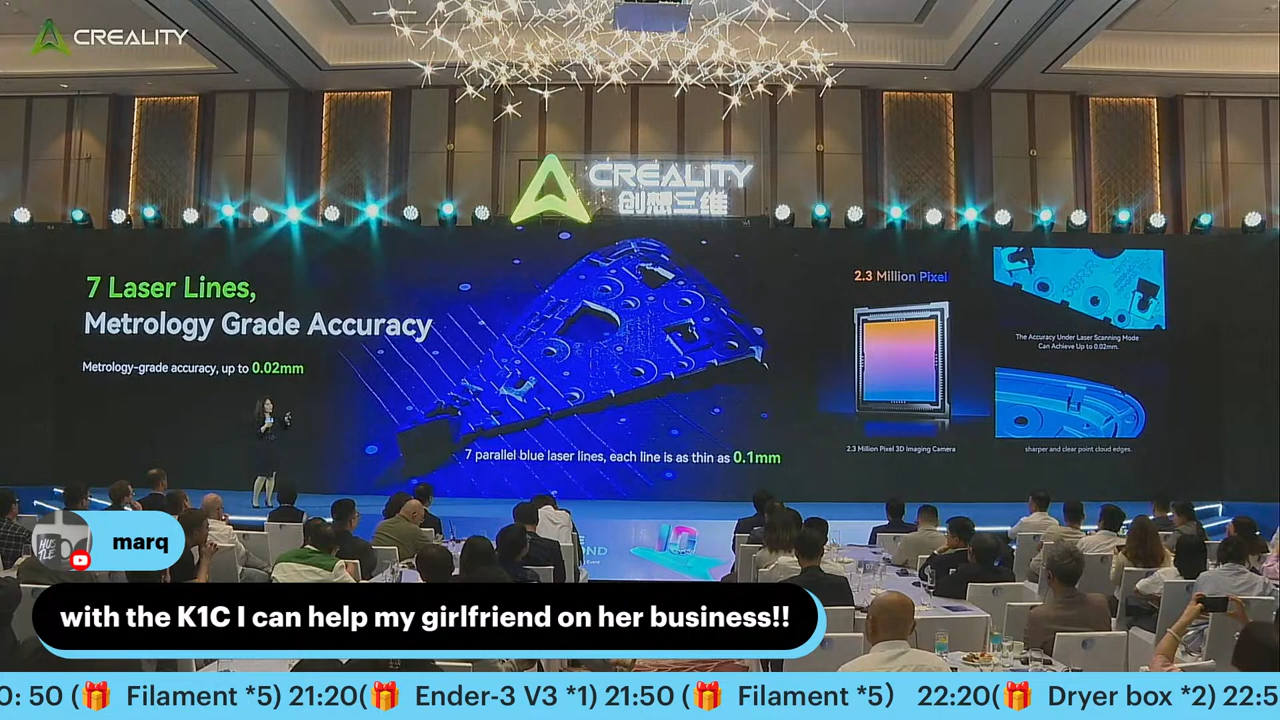 CREALITY
CREALITY
创想三维
7 Laser Lines,
Metrology Grade Accuracy
Metrology-grade accuracy, up to 0.02mm
7 parallel blue laser lines, each line is as thin as 0.1mm
2.3 Million Pixel
2.3 Million Pixel 3D Imaging Camera
The Accuracy Under Laser Scanning Mode
Can Achieve Up to 0.02mm.
sharper and clear point cloud edges.
HUS
TLE
marq
with the K1C I can help my girlfriend on her business!!
0: 50 (🎁 Filament *5) 21:20(🎁 Ender-3 V3 *1) 21:50 (🎁 Filament *5) 22:20(🎁 Dryer box *2) 22:5